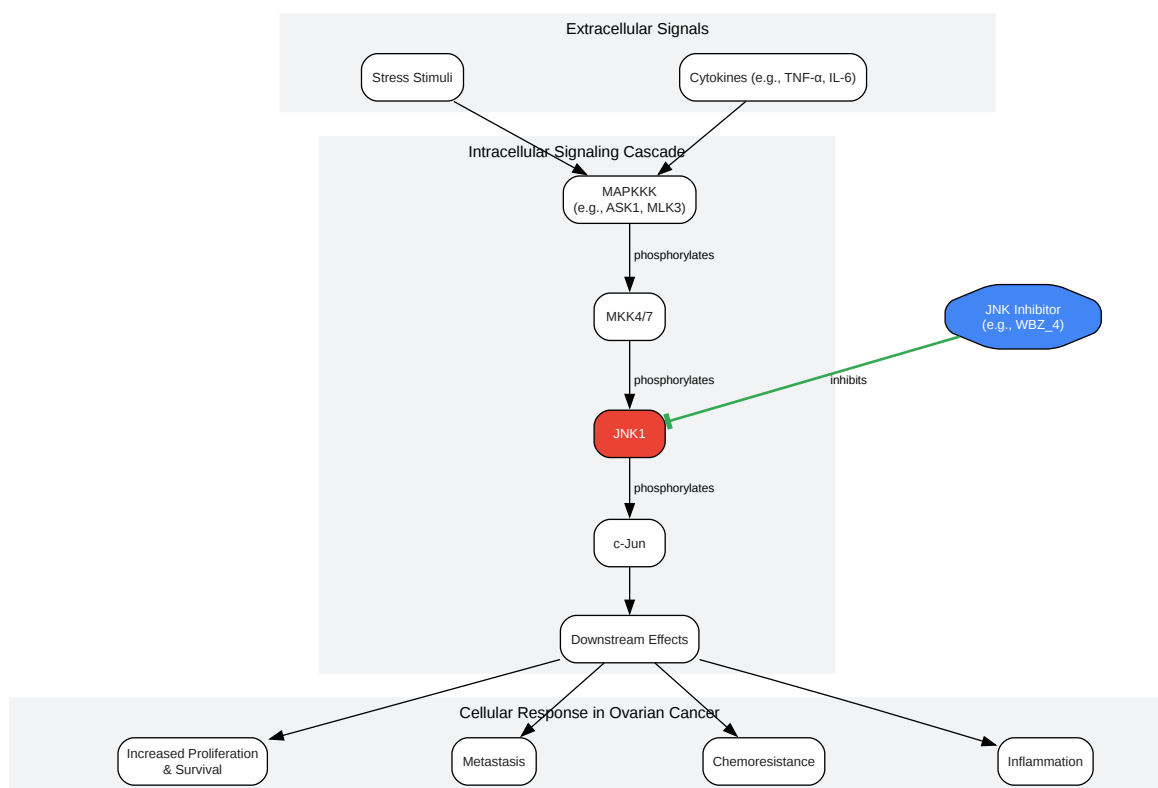 Extracellular Signals
Stress Stimuli
Cytokines (e.g., TNF-α, IL-6)
Intracellular Signaling Cascade
MAPKKK
(e.g., ASK1, MLK3)
phosphorylates
MKK4/7
JNK Inhibitor
(e.g., WBZ_4)
phosphorylates
inhibits
JNK1
phosphorylates
c-Jun
Downstream Effects
Cellular Response in Ovarian Cancer
Increased Proliferation
& Survival
Metastasis
Chemoresistance
Inflammation